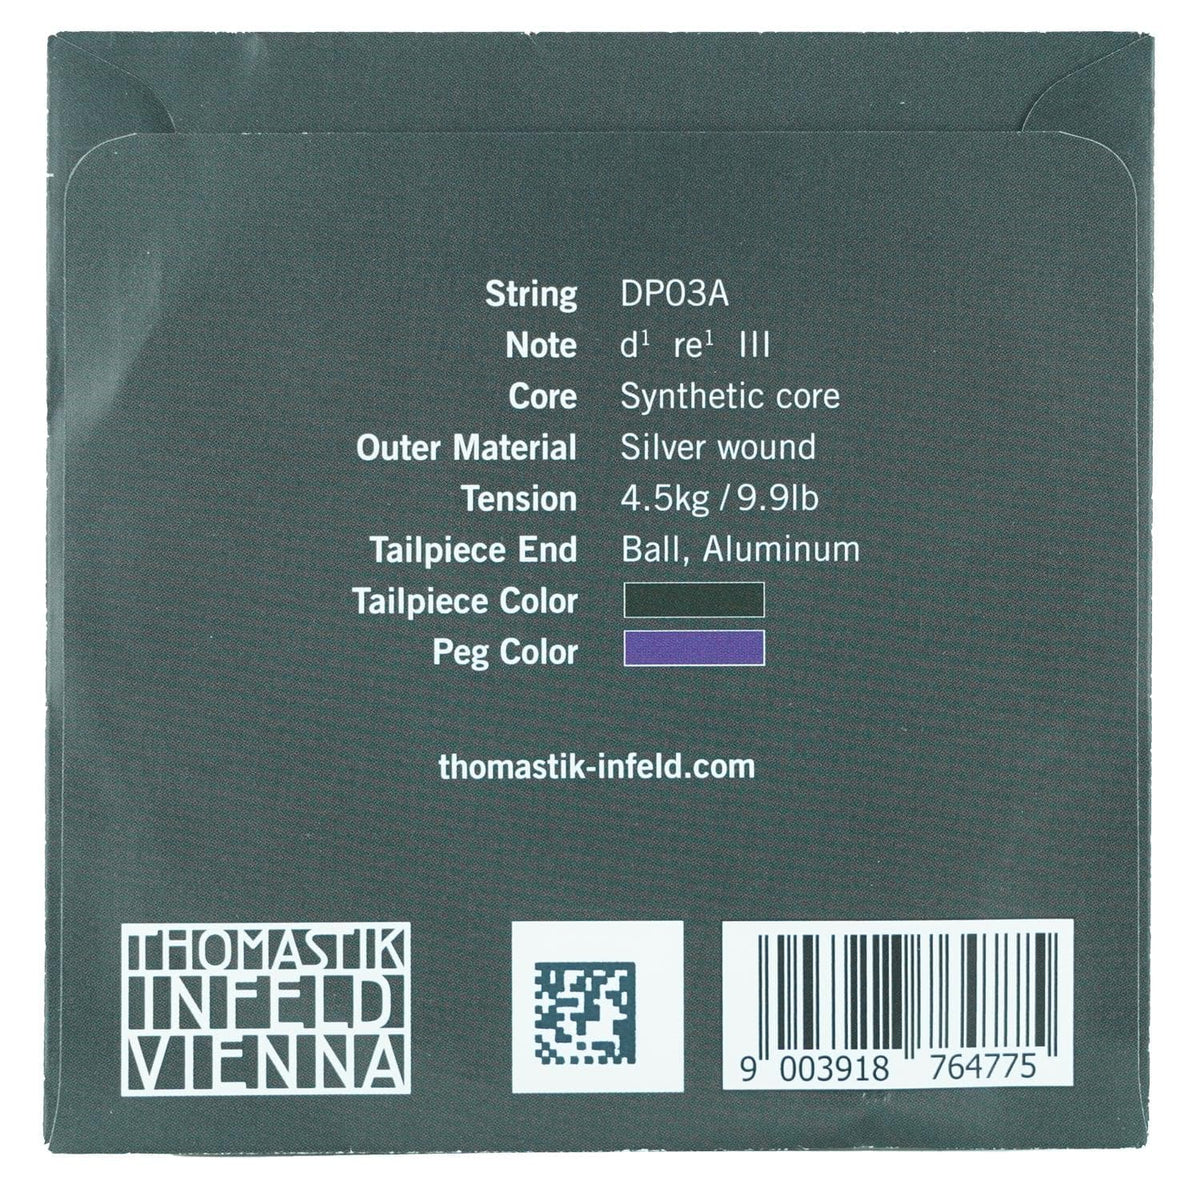 String DP03A
Note d¹ re¹ III
Core Synthetic core
Outer Material Silver wound
Tension 4.5kg / 9.9lb
Tailpiece End Ball, Aluminum
Tailpiece Color
Peg Color
thomastik-infeld.com
THOMASTIK
INFELD
VIENNA
9 003918 764775